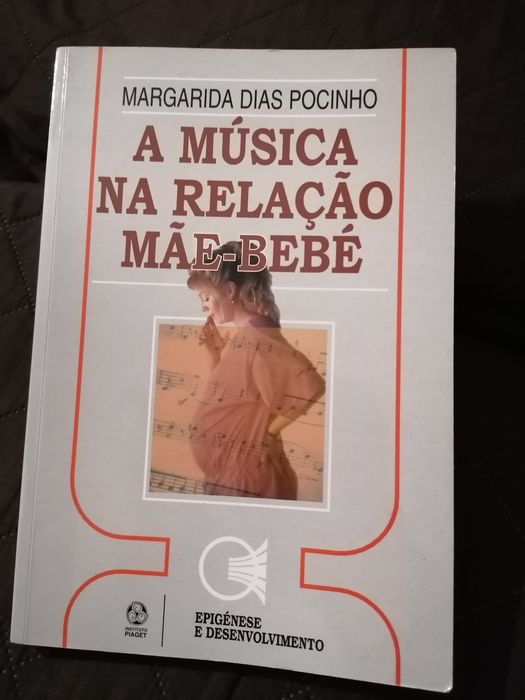 MARGARIDA DIAS POCINHO
A MÚSICA
NA RELAÇÃO
MÃE-BEBÉ
INSTITUTO
PIAGET
EPIGÉNESE
E DESENVOLVIMENTO